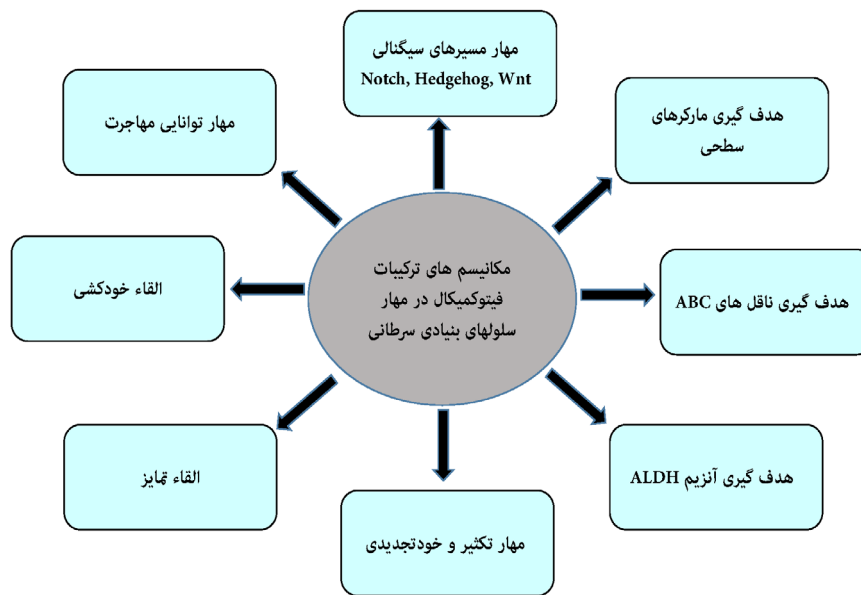 مهار مسیرهای سیگنالی
Notch, Hedgehog, Wnt
هدف گیری مارکرهای
سطحی
هدف گیری ناقل های ABC
هدف گیری آنزیم ALDH
مهار تکثیر و خودتجدیدی
القاء تمایز
القاء خودکشی
مهار توانایی مهاجرت
مکانیسم های ترکیبات
فیتوکمیکال در مهار
سلولهای بنیادی سرطانی